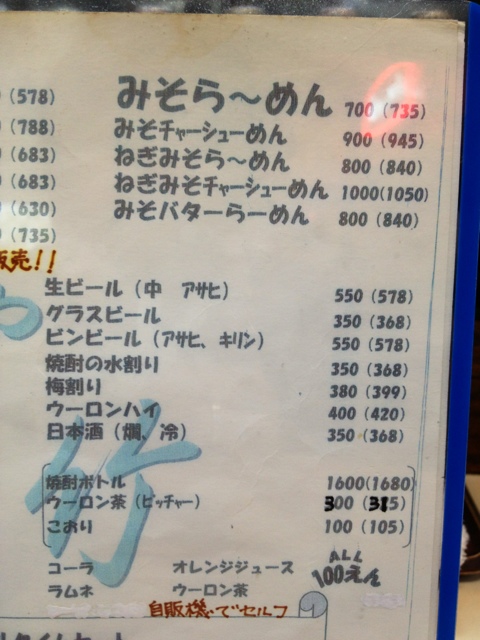 (578)
(788)
(683)
(683)
(630)
(735)
みそら～めん 700 (735)
みそチャーシューめん 900 (945)
ねぎみそら～めん 800 (840)
ねぎみそチャーシューめん 1000(1050)
みそバターらーめん 800 (840)
販売!!
生ビール (中 アサヒ) 550 (578)
グラスビール 350 (368)
ビンビール (アサヒ、キリン) 550 (578)
焼酎の水割り 350 (368)
梅割り 380 (399)
ウーロンハイ 400 (420)
日本酒 (燗、冷) 350 (368)
竹
焼酎ボトル 1600(1680)
ウーロン茶 (ピッチャー) 300 (315)
こおり 100 (105)
コーラ オレンジジュース ALL
ラムネ ウーロン茶 100えん
自販機でセルフ